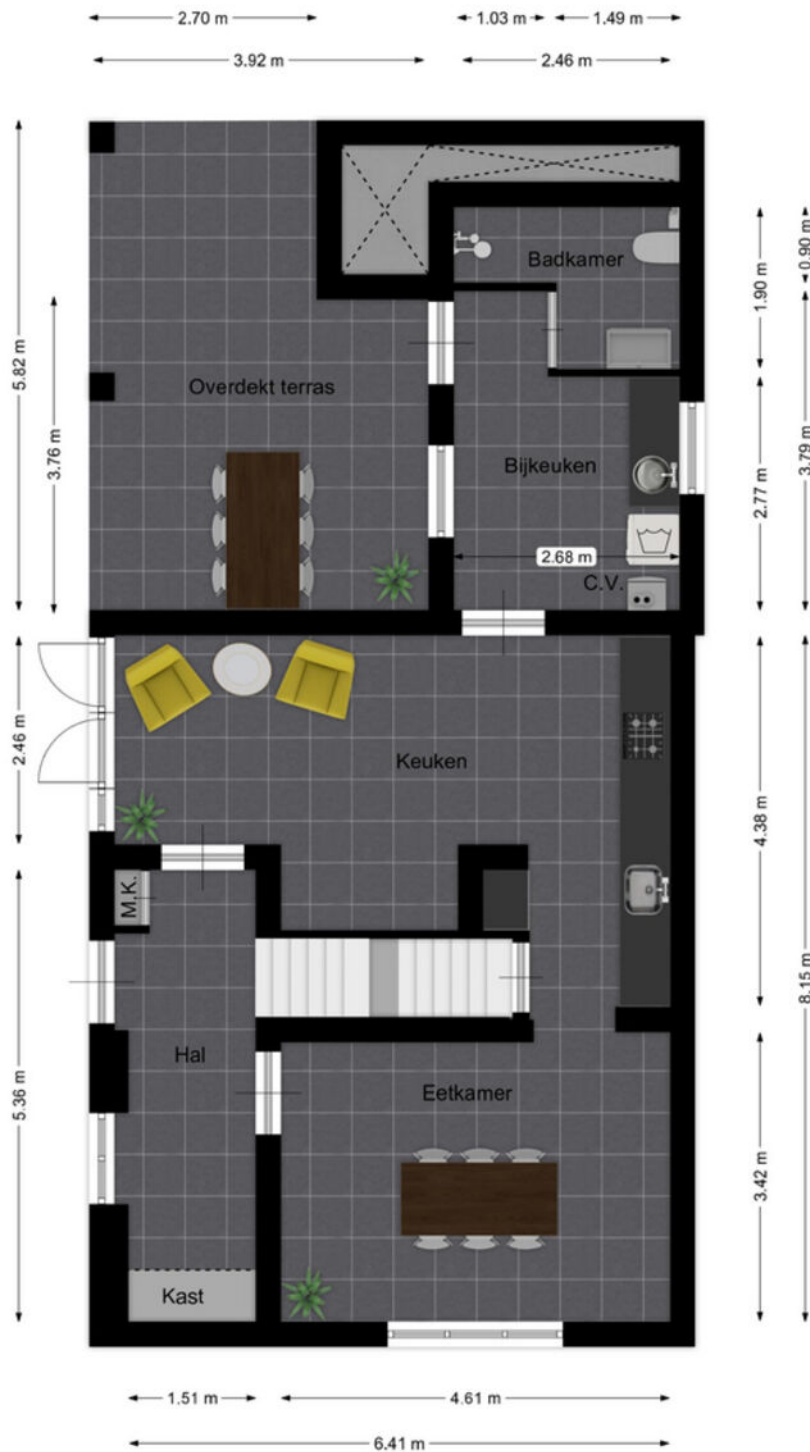 2.70 m
1.03 m
1.49 m
3.92 m
2.46 m
5.82 m
3.76 m
Badkamer
1.90 m
0.90 m
Overdekt terras
Bijkeuken
2.77 m
3.79 m
2.68 m
C.V.
2.46 m
Keuken
4.38 m
M.K.
8.15 m
5.36 m
Hal
Eetkamer
3.42 m
Kast
1.51 m
4.61 m
6.41 m